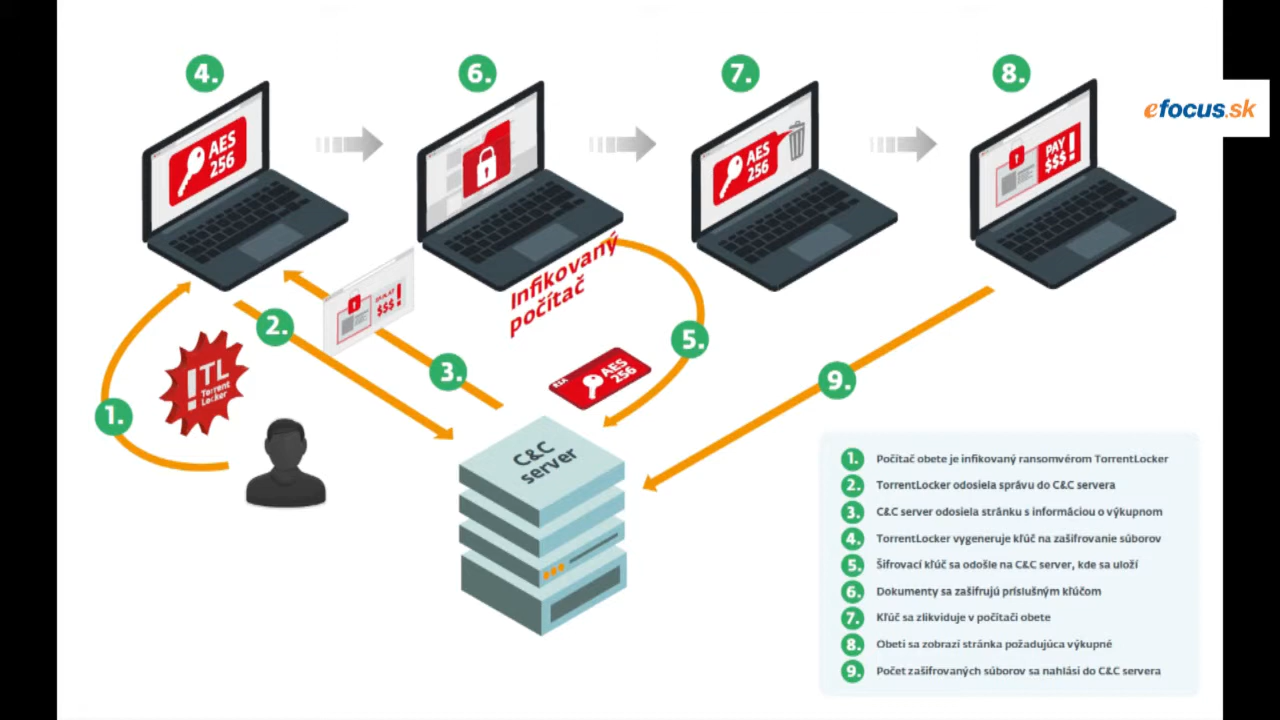 4.
6.
7.
8.
efocus.sk
AES
256
AES
256
PAY
$$$ !
Infikovaný
počítač
$$$ !
2.
3.
5.
! TL
Torrent
Locker
1.
RSA
AES
256
9.
C&C
server
1. Počítač obete je infikovaný ransomvérom TorrentLocker
2. TorrentLocker odosiela správu do C&C servera
3. C&C server odosiela stránku s informáciou o výkupnom
4. TorrentLocker vygeneruje kľúč na zašifrovanie súborov
5. Šifrovací kľúč sa odošle na C&C server, kde sa uloží
6. Dokumenty sa zašifrujú príslušným kľúčom
7. Kľúč sa zlikviduje v počítači obete
8. Obeti sa zobrazí stránka požadujúca výkupné
9. Počet zašifrovaných súborov sa nahlási do C&C servera